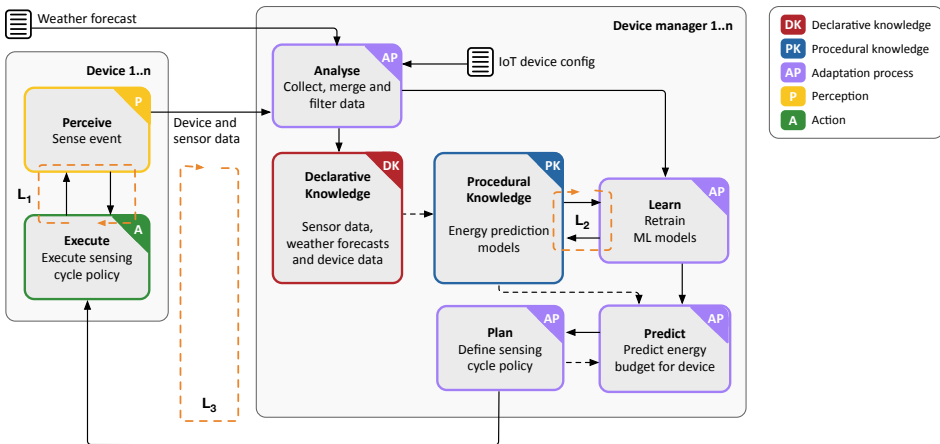 Weather forecast
Device manager 1..n
DK Declarative knowledge
PK Procedural knowledge
AP Adaptation process
P Perception
A Action
AP
Analyse
Collect, merge and
filter data
IoT device config
Device 1..n
P
Perceive
Sense event
Device and
sensor data
L1
A
Execute
Execute sensing
cycle policy
DK
Declarative
Knowledge
Sensor data,
weather forecasts
and device data
PK
Procedural
Knowledge
Energy prediction
models
L2
AP
Learn
Retrain
ML models
AP
Plan
Define sensing
cycle policy
AP
Predict
Predict energy
budget for device
L3